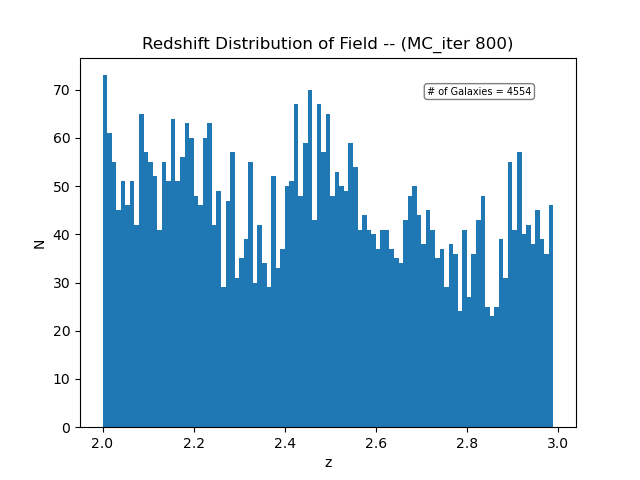 Redshift Distribution of Field -- (MC_iter 800)
# of Galaxies = 4554
70
60
50
40
30
20
10
0
N
2.0 2.2 2.4 2.6 2.8 3.0
z